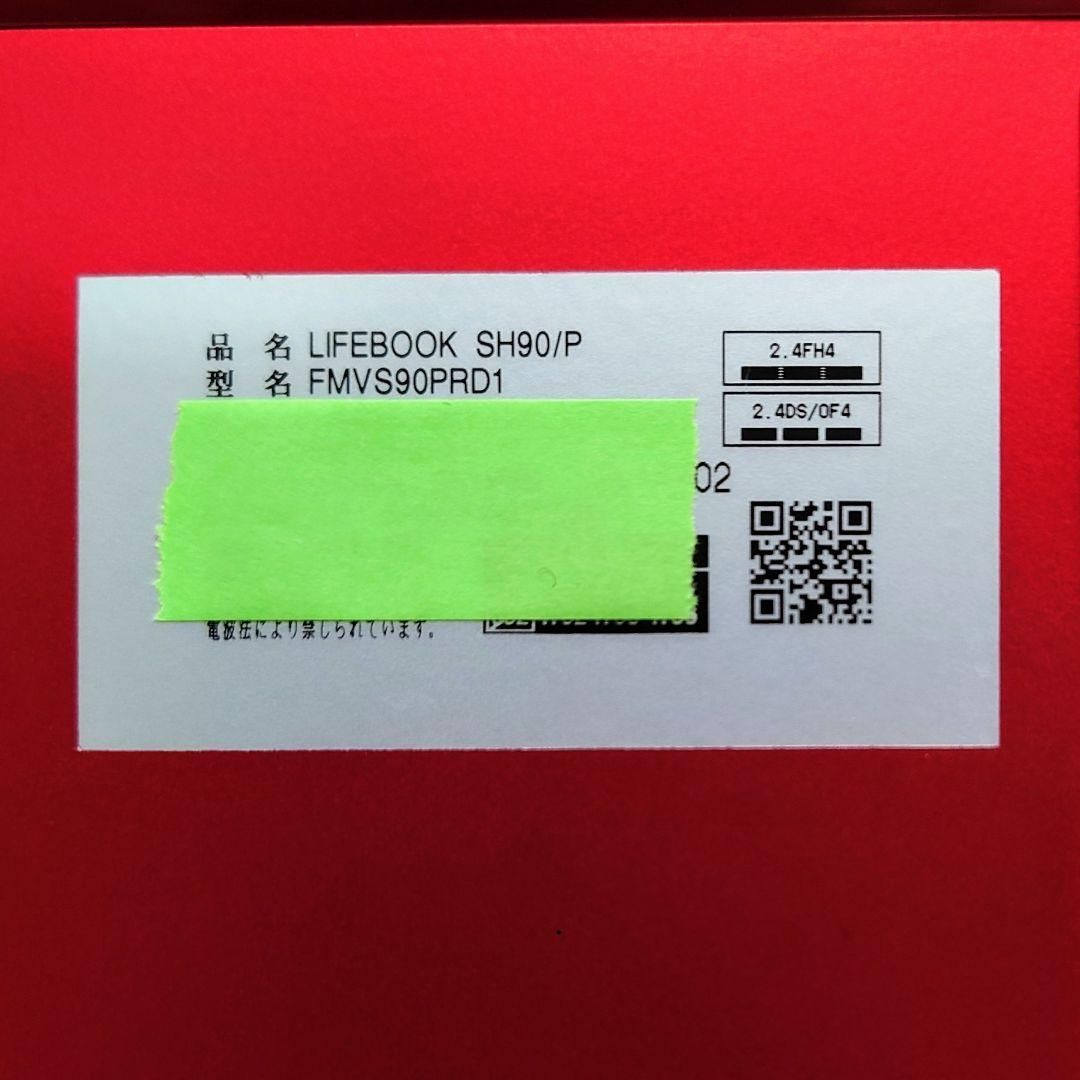 品 名 LIFEBOOK SH90/P
型 名 FMVS90PRD1
2.4FH4
2.4DS/OF4
02
電波法により禁じられています。